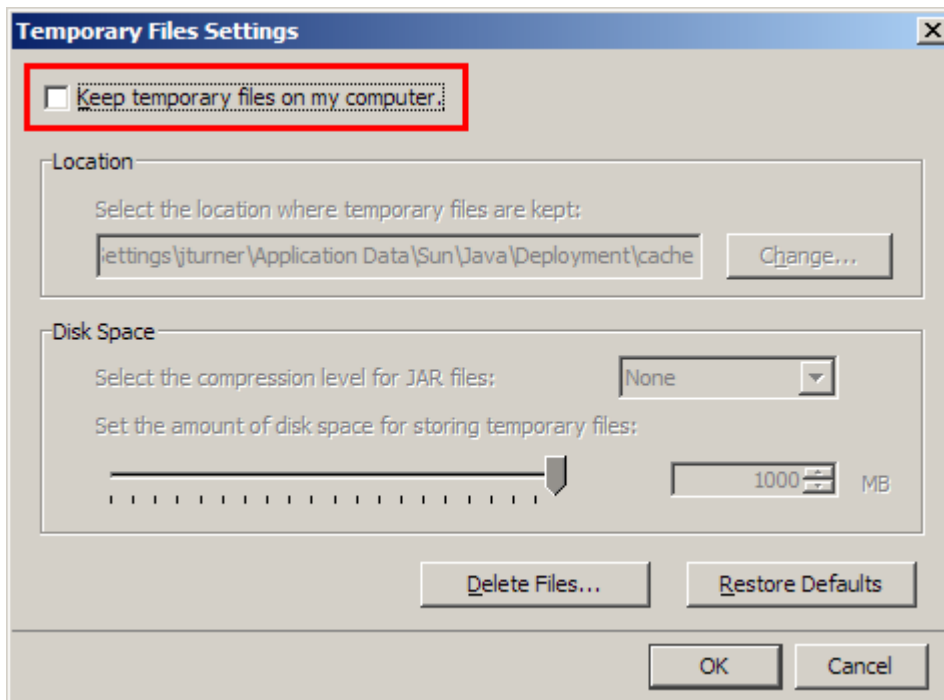 Temporary Files Settings
Keep temporary files on my computer.
Location
Select the location where temporary files are kept:
ettings\jturner\Application Data\Sun\Java\Deployment\cache
Change...
Disk Space
Select the compression level for JAR files:
None
Set the amount of disk space for storing temporary files:
1000
MB
Delete Files...
Restore Defaults
OK
Cancel